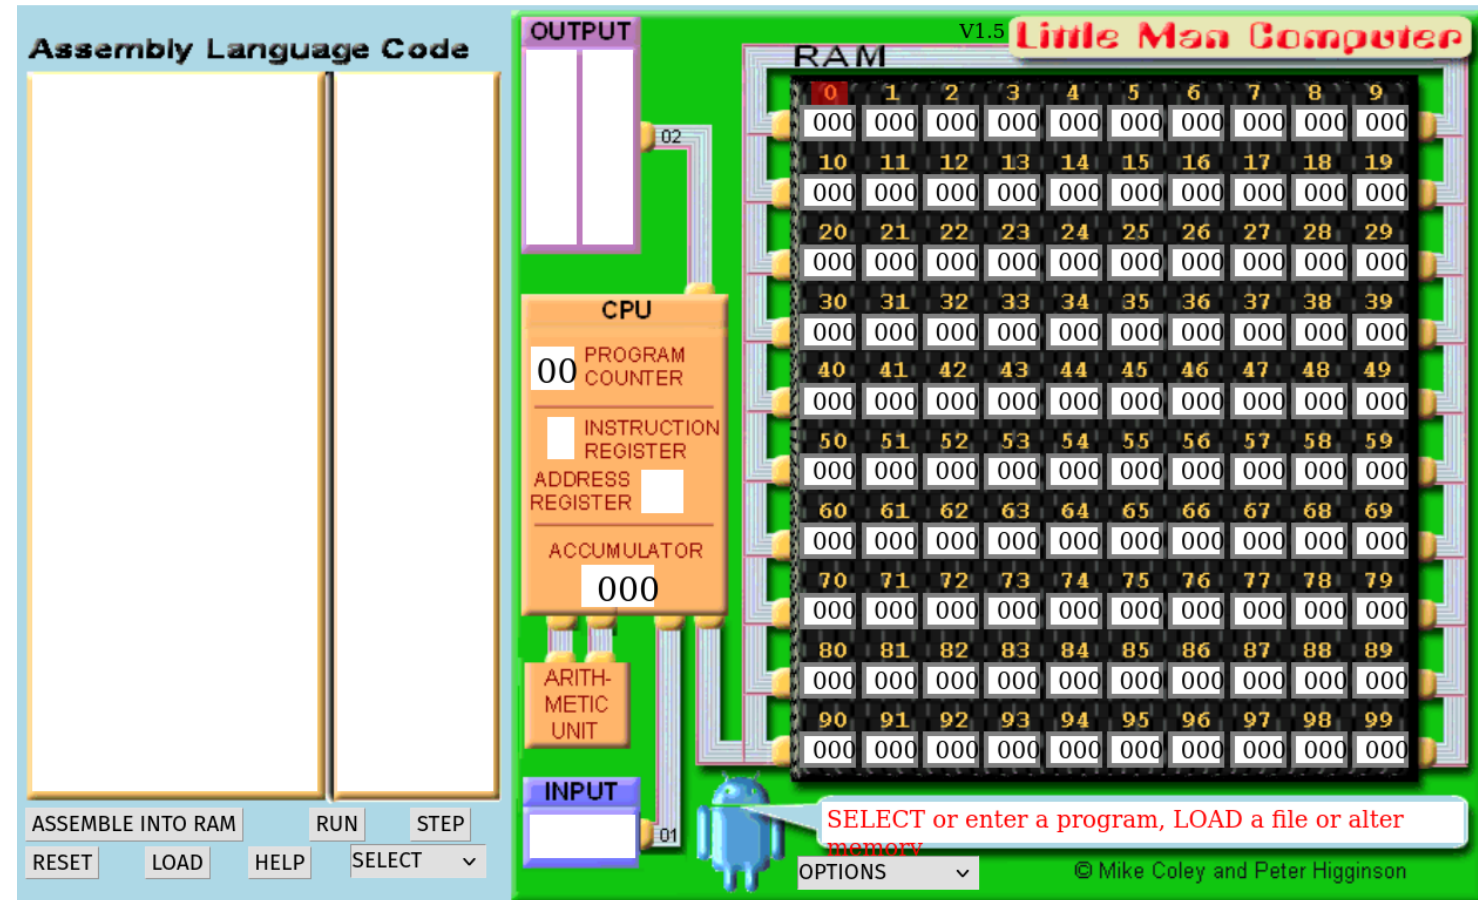 Assembly Language Code
OUTPUT
V1.5
Little Man Computer
RAM
0 1 2 3 4 5 6 7 8 9
000 000 000 000 000 000 000 000 000 000
02
10 11 12 13 14 15 16 17 18 19
000 000 000 000 000 000 000 000 000 000
20 21 22 23 24 25 26 27 28 29
000 000 000 000 000 000 000 000 000 000
30 31 32 33 34 35 36 37 38 39
000 000 000 000 000 000 000 000 000 000
40 41 42 43 44 45 46 47 48 49
000 000 000 000 000 000 000 000 000 000
50 51 52 53 54 55 56 57 58 59
000 000 000 000 000 000 000 000 000 000
60 61 62 63 64 65 66 67 68 69
000 000 000 000 000 000 000 000 000 000
70 71 72 73 74 75 76 77 78 79
000 000 000 000 000 000 000 000 000 000
80 81 82 83 84 85 86 87 88 89
000 000 000 000 000 000 000 000 000 000
90 91 92 93 94 95 96 97 98 99
000 000 000 000 000 000 000 000 000 000
CPU
00
PROGRAM
COUNTER
INSTRUCTION
REGISTER
ADDRESS
REGISTER
ACCUMULATOR
000
ARITH-
METIC
UNIT
INPUT
01
SELECT or enter a program, LOAD a file or alter
memory
ASSEMBLE INTO RAM
RUN
STEP
RESET
LOAD
HELP
SELECT
OPTIONS
© Mike Coley and Peter Higginson